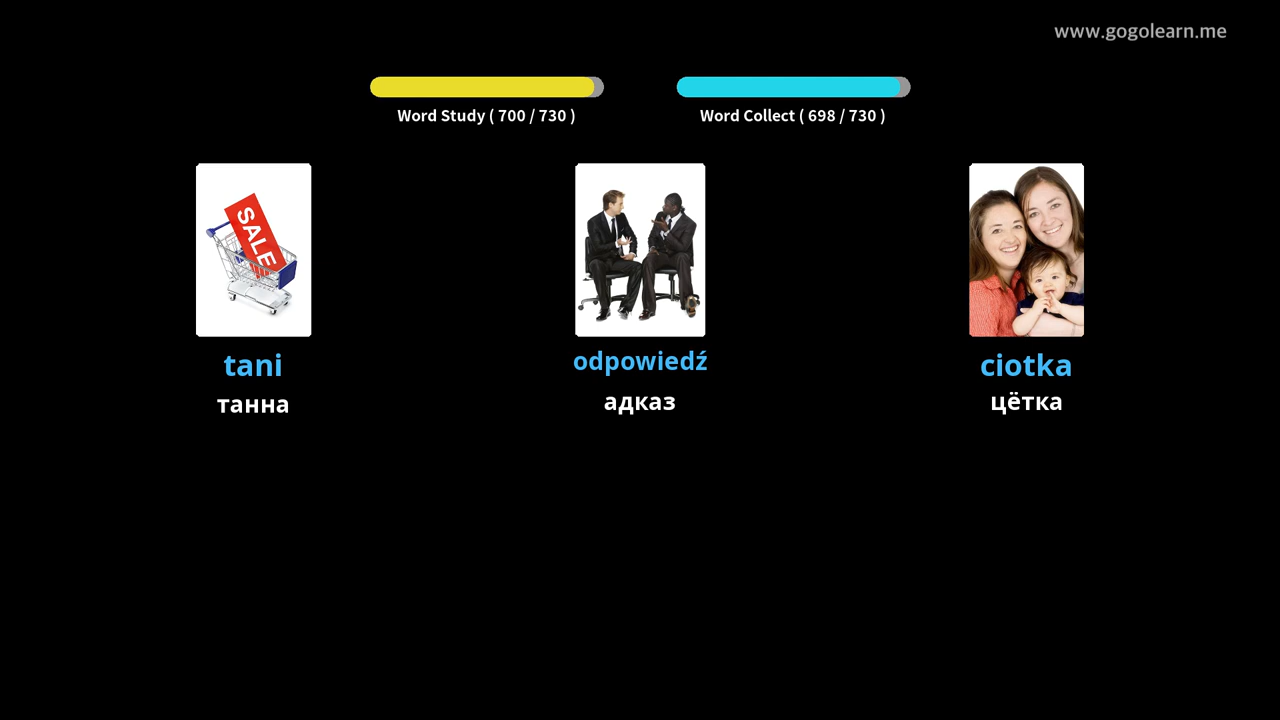 www.gogolearn.me
Word Study ( 700 / 730 )
Word Collect ( 698 / 730 )
SALE
tani
odpowiedź
ciotka
танна
адказ
цётка